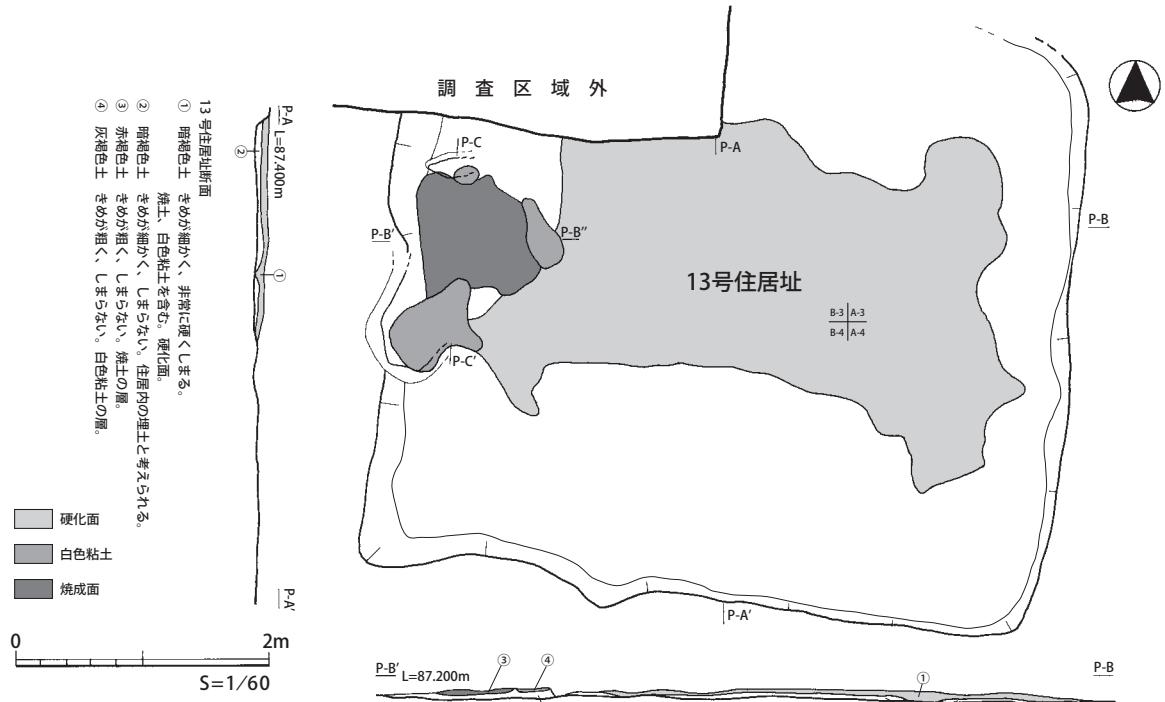 調査区域外
P-A
L=87.400m
②
①
P-A'
13号住居址断面
① 暗褐色土 きめが細かく、非常に硬くしまる。
焼土、白色粘土を含む。硬化面。
② 暗褐色土 きめが細かく、しまらない。住居内の埋土と考えられる。
③ 赤褐色土 きめが粗く、しまらない。焼土の層。
④ 灰褐色土 きめが粗く、しまらない。白色粘土の層。
P-C
P-A
P-B'
P-B''
P-B
13号住居址
B-3 A-3
B-4 A-4
P-C'
P-A'
硬化面
白色粘土
焼成面
0 2m
S=1/60
P-B' L=87.200m
③
④
①
P-B